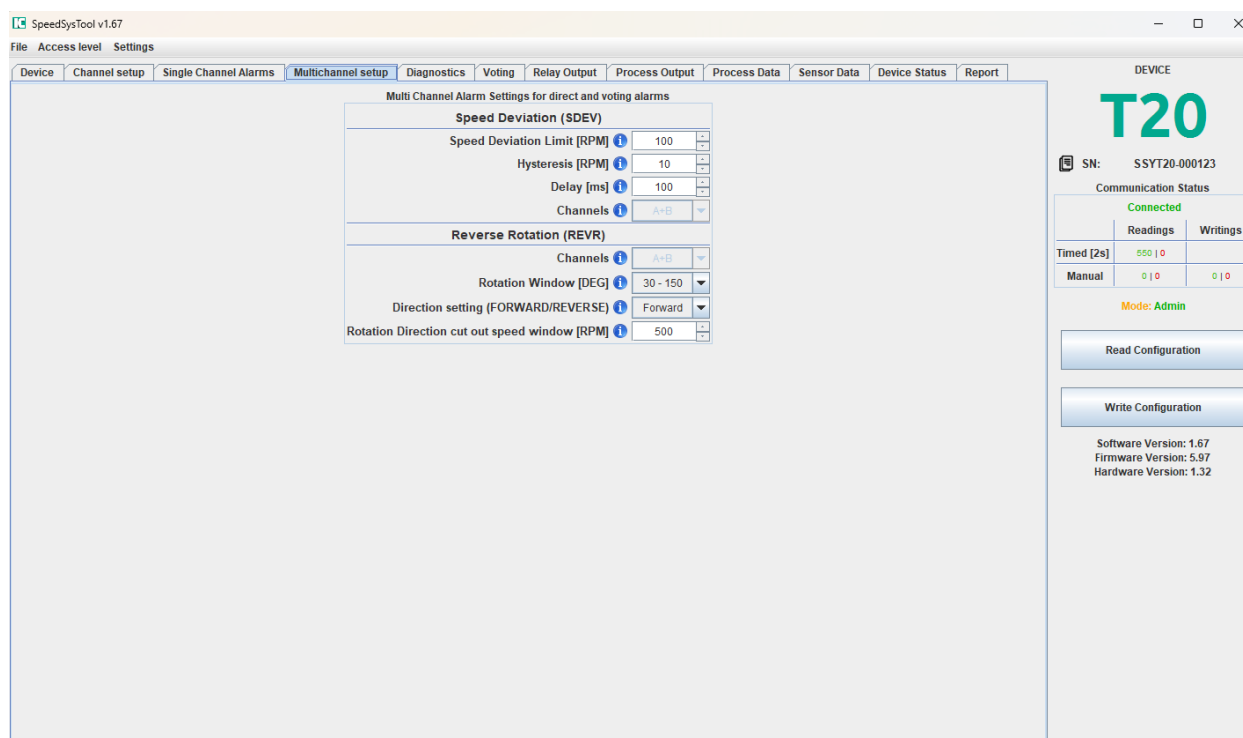 SpeedSysTool v1.67
File Access level Settings
Device Channel setup Single Channel Alarms Multichannel setup Diagnostics Voting Relay Output Process Output Process Data Sensor Data Device Status Report
Multi Channel Alarm Settings for direct and voting alarms
Speed Deviation (SDEV)
Speed Deviation Limit [RPM] 100
Hysteresis [RPM] 10
Delay [ms] 100
Channels A+B
Reverse Rotation (REVR)
Channels A+B
Rotation Window [DEG] 30 - 150
Direction setting (FORWARD/REVERSE) Forward
Rotation Direction cut out speed window [RPM] 500
DEVICE
T20
SN: SSYT20-000123
Communication Status
Connected
Readings Writings
Timed [2s] 550 | 0
Manual 0 | 0 0 | 0
Mode: Admin
Read Configuration
Write Configuration
Software Version: 1.67
Firmware Version: 5.97
Hardware Version: 1.32